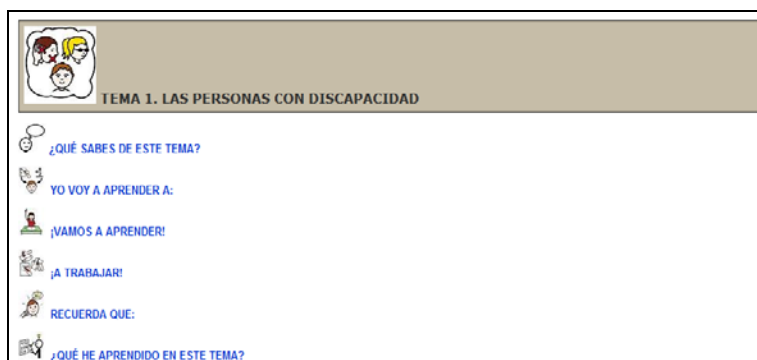 TEMA 1. LAS PERSONAS CON DISCAPACIDAD
¿QUÉ SABES DE ESTE TEMA?
YO VOY A APRENDER A:
¡VAMOS A APRENDER!
¡A TRABAJAR!
RECUERDA QUE:
¿QUÉ HE APRENDIDO EN ESTE TEMA?